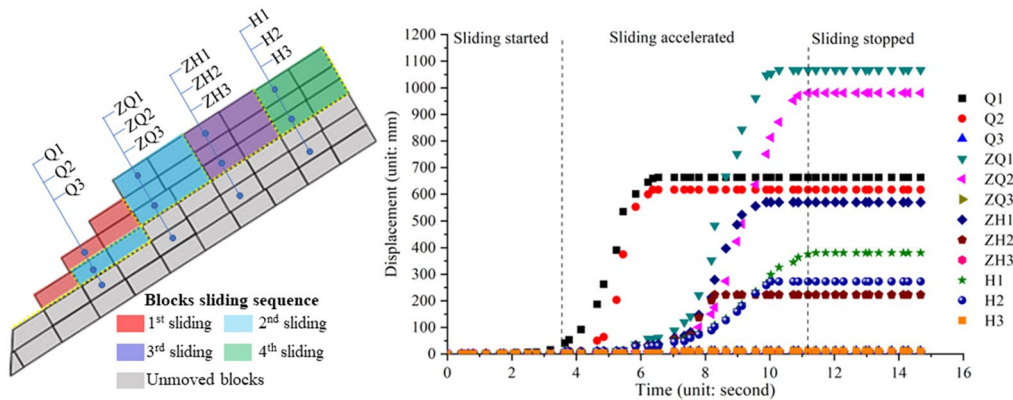 H1
H2
H3
ZH1
ZH2
ZH3
ZQ1
ZQ2
ZQ3
Q1
Q2
Q3
Blocks sliding sequence
1st sliding
2nd sliding
3rd sliding
4th sliding
Unmoved blocks
Displacement (unit: mm)
1200
1100
1000
900
800
700
600
500
400
300
200
100
0
Sliding started
Sliding accelerated
Sliding stopped
0 2 4 6 8 10 12 14 16
Time (unit: second)
Q1
Q2
Q3
ZQ1
ZQ2
ZQ3
ZH1
ZH2
ZH3
H1
H2
H3